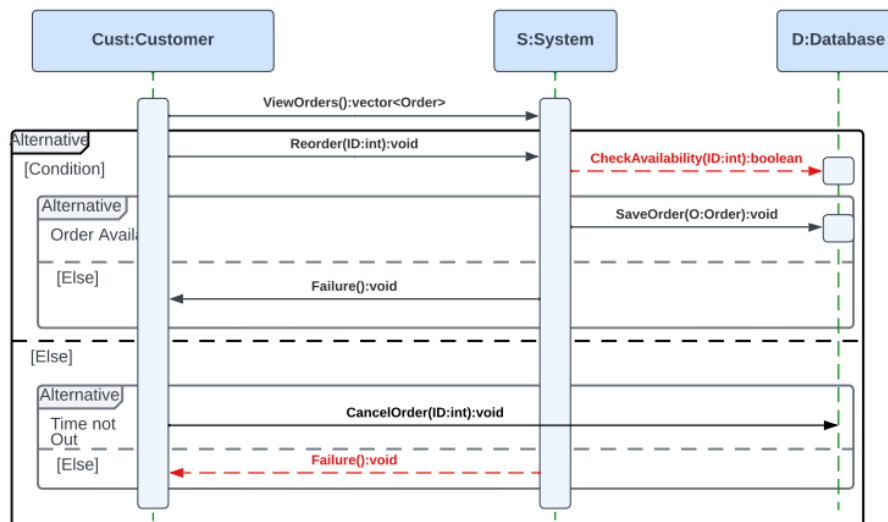 Cust:Customer
S:System
D:Database
ViewOrders():vector<Order>
Alternative
Reorder(ID:int):void
[Condition]
CheckAvailability(ID:int):boolean
Alternative
SaveOrder(O:Order):void
Order Availa
[Else]
Failure():void
[Else]
Alternative
CancelOrder(ID:int):void
Time not
Out
[Else]
Failure():void